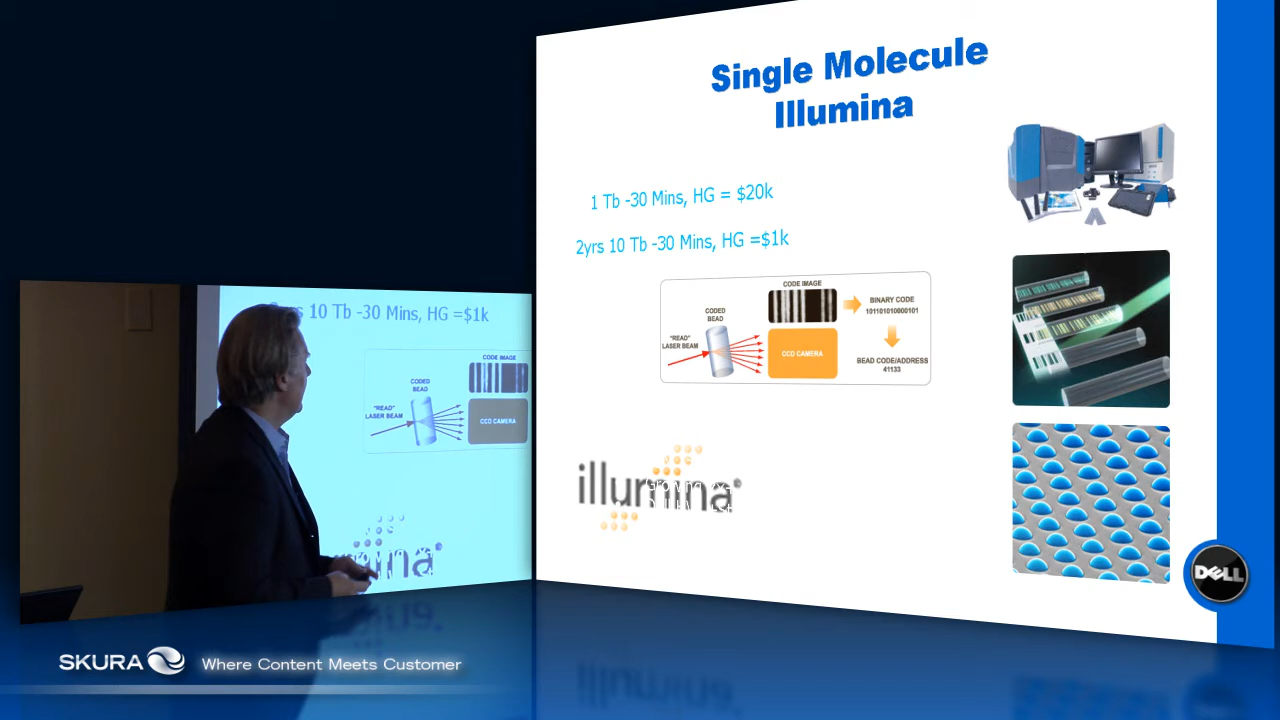 Single Molecule
Illumina
1 Tb -30 Mins, HG = $20k
2yrs 10 Tb -30 Mins, HG =$1k
CODE IMAGE
CODED
BEAD
"READ"
LASER BEAM
CCD CAMERA
BINARY CODE
101101010000101
BEAD CODE/ADDRESS
41133
illumina®
Growing
DELL
10 Tb -30 Mins, HG =$1k
CODE IMAGE
CODED
BEAD
"READ"
LASER BEAM
CCD CAMERA
SKURA Where Content Meets Customer